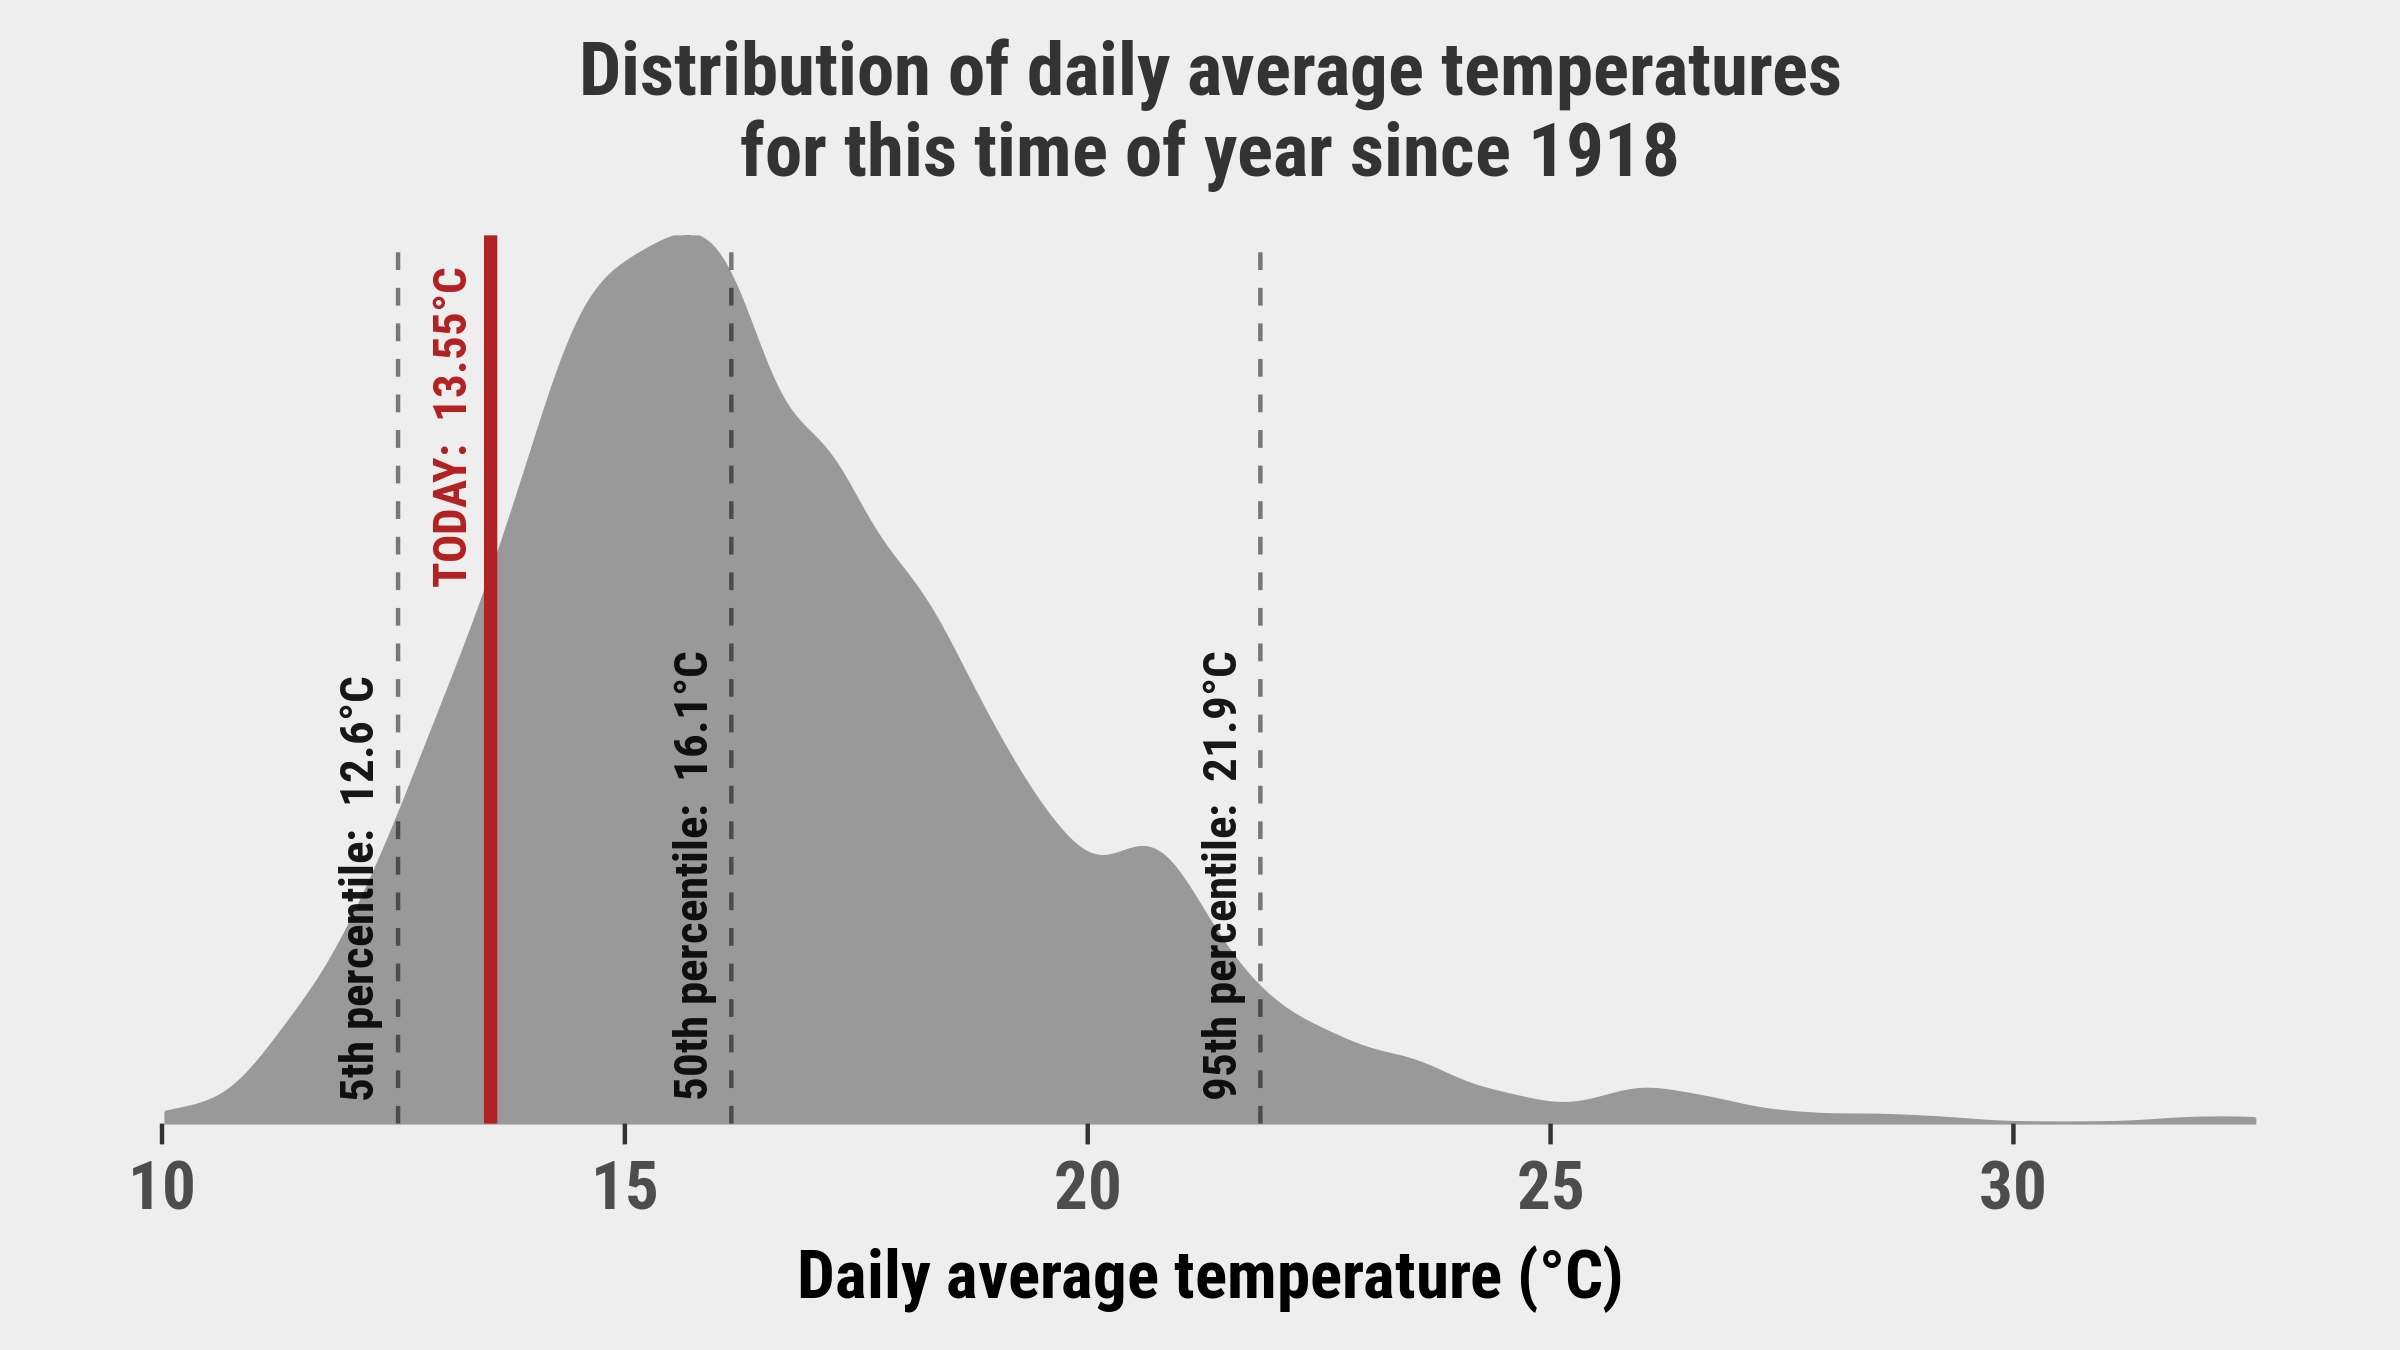 Distribution of daily average temperatures
for this time of year since 1918
5th percentile: 12.6°C
TODAY: 13.55°C
50th percentile: 16.1°C
95th percentile: 21.9°C
10 15 20 25 30
Daily average temperature (°C)